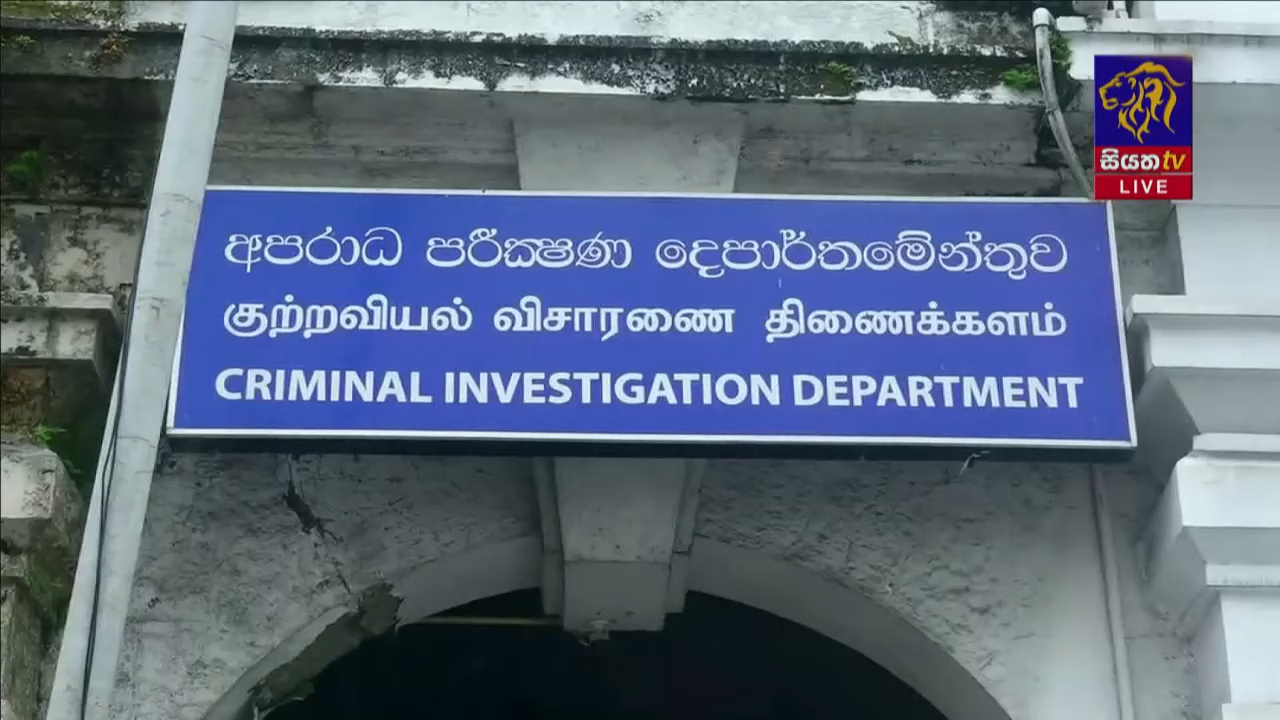 අපරාධ පරීක්ෂණ දෙපාර්තමේන්තුව
குற்றவியல் விசாரணை திணைக்களம்
CRIMINAL INVESTIGATION DEPARTMENT
සියත tv
LIVE